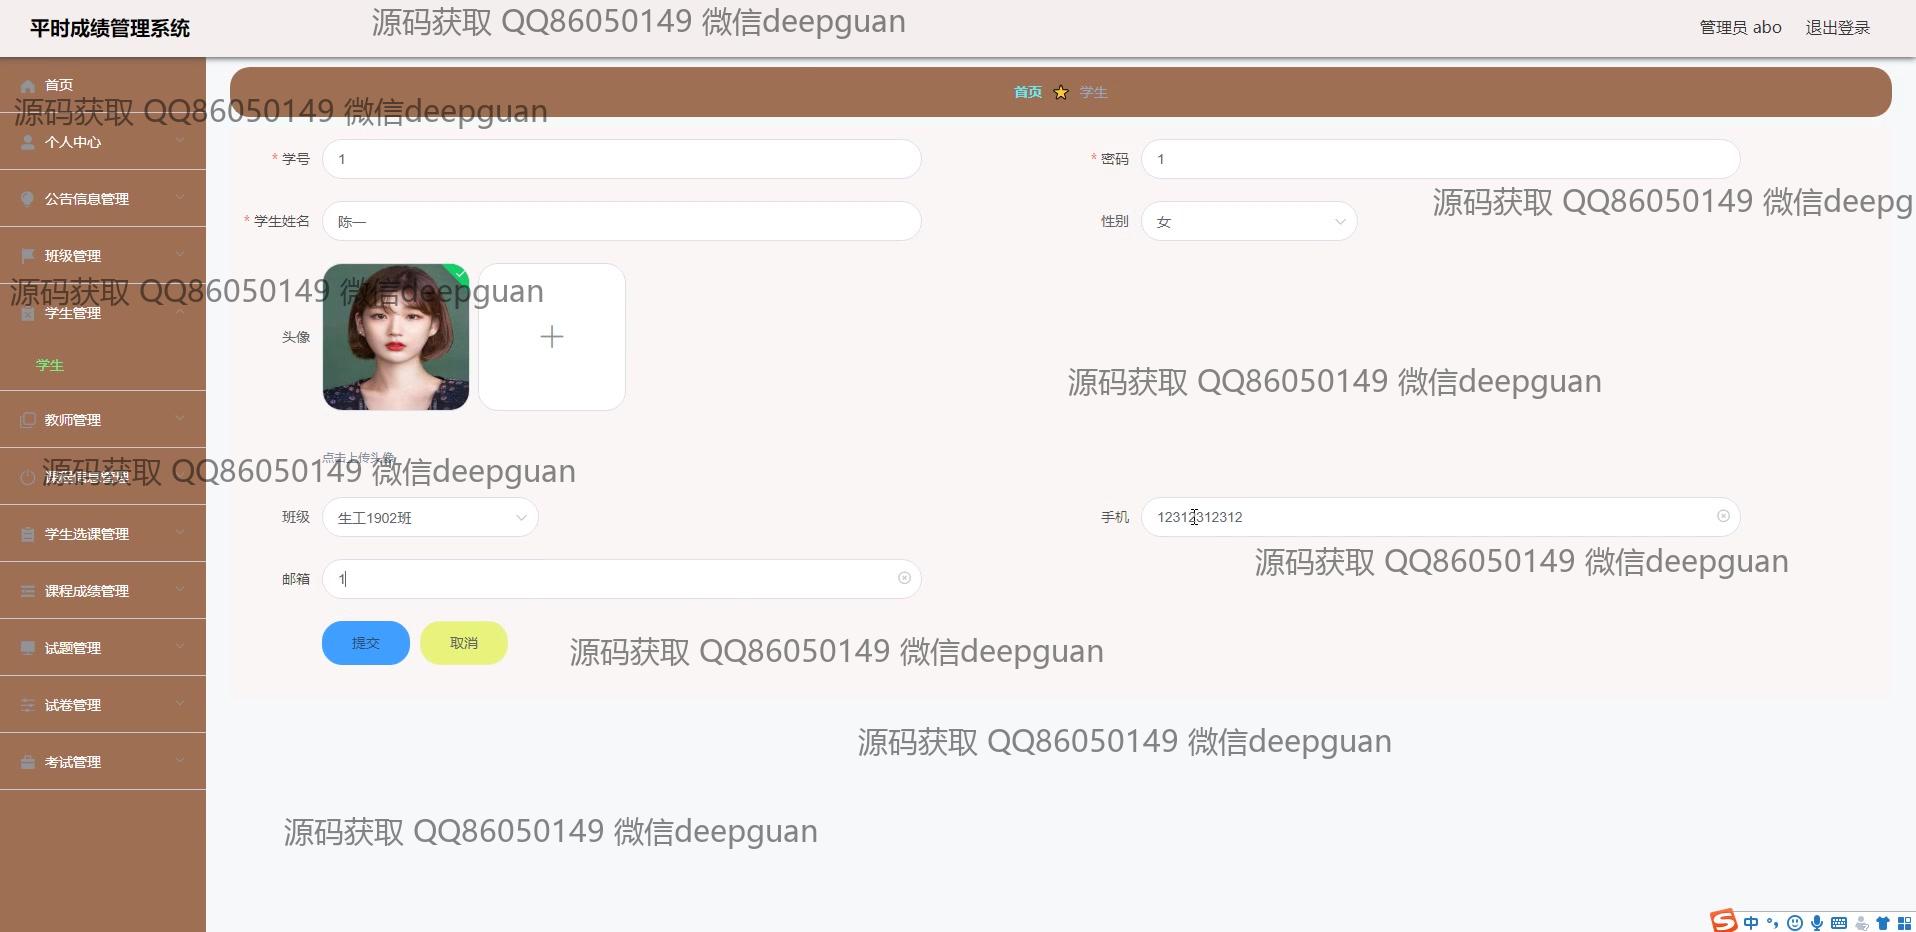 平时成绩管理系统
源码获取 QQ86050149 微信deepguan
管理员 abo
退出登录
首页
首页
学生
源码获取 QQ86050149 微信deepguan
个人中心
* 学号
1
* 密码
1
公告信息管理
源码获取 QQ86050149 微信deepg
* 学生姓名
陈一
性别
女
班级管理
源码获取 QQ86050149 微信deepguan
学生管理
头像
学生
源码获取 QQ86050149 微信deepguan
教师管理
点击上传头像
源码获取 QQ86050149 微信deepguan
课程信息管理
班级
生工1902班
手机
12312312312
学生选课管理
源码获取 QQ86050149 微信deepguan
邮箱
1
课程成绩管理
提交
取消
源码获取 QQ86050149 微信deepguan
试题管理
试卷管理
源码获取 QQ86050149 微信deepguan
考试管理
源码获取 QQ86050149 微信deepguan
S 中